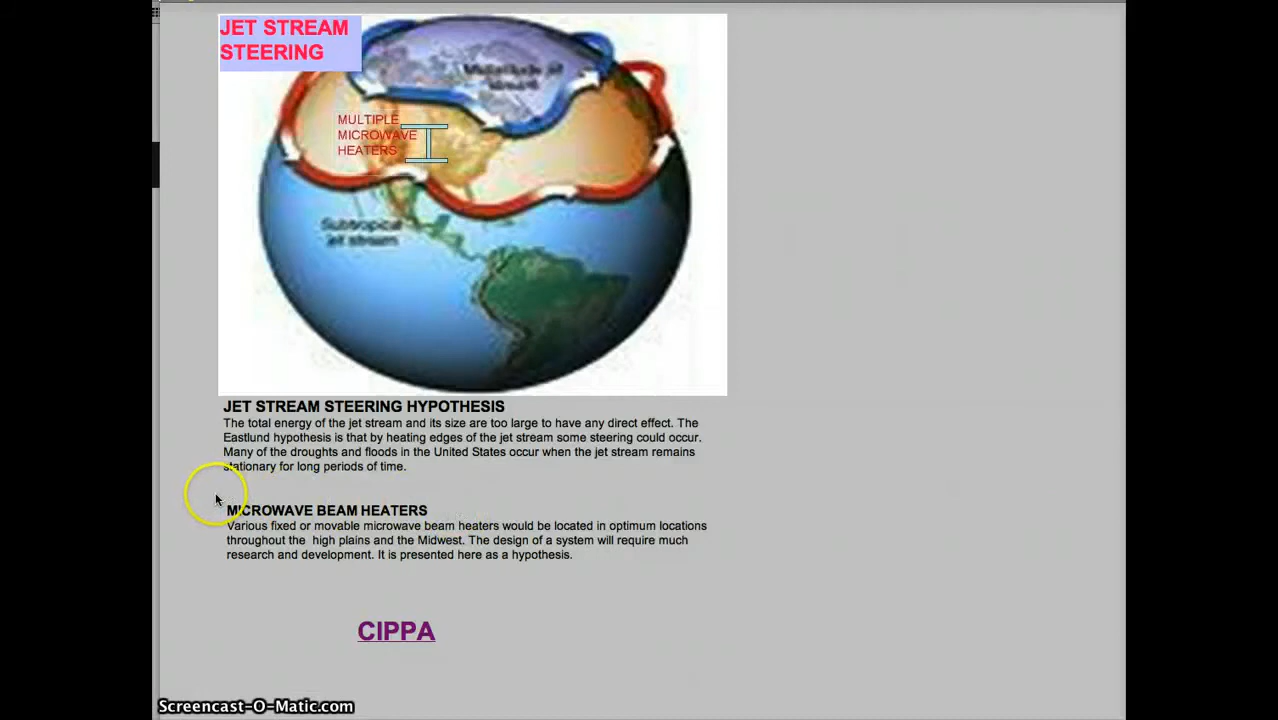 JET STREAM
STEERING
Midlatitude jet
stream
MULTIPLE
MICROWAVE
HEATERS
Subtropical
jet stream
JET STREAM STEERING HYPOTHESIS
The total energy of the jet stream and its size are too large to have any direct effect. The
Eastlund hypothesis is that by heating edges of the jet stream some steering could occur.
Many of the droughts and floods in the United States occur when the jet stream remains
stationary for long periods of time.
MICROWAVE BEAM HEATERS
Various fixed or movable microwave beam heaters would be located in optimum locations
throughout the high plains and the Midwest. The design of a system will require much
research and development. It is presented here as a hypothesis.
CIPPA
Screencast-O-Matic.com